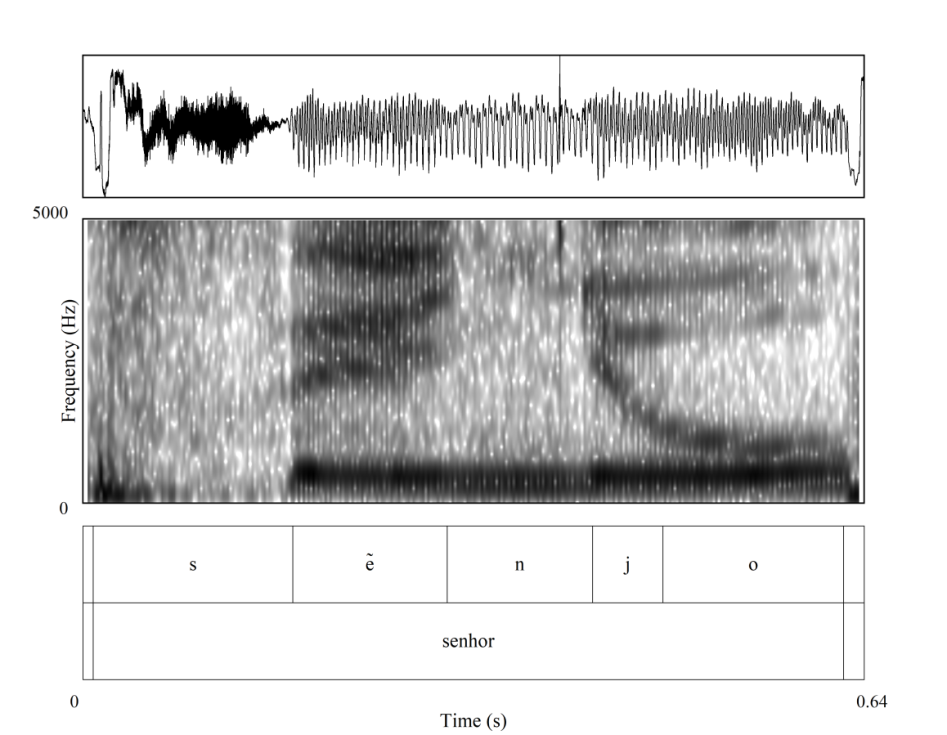 5000
Frequency (Hz)
0
s ẽ n j o
senhor
0 0.64
Time (s)